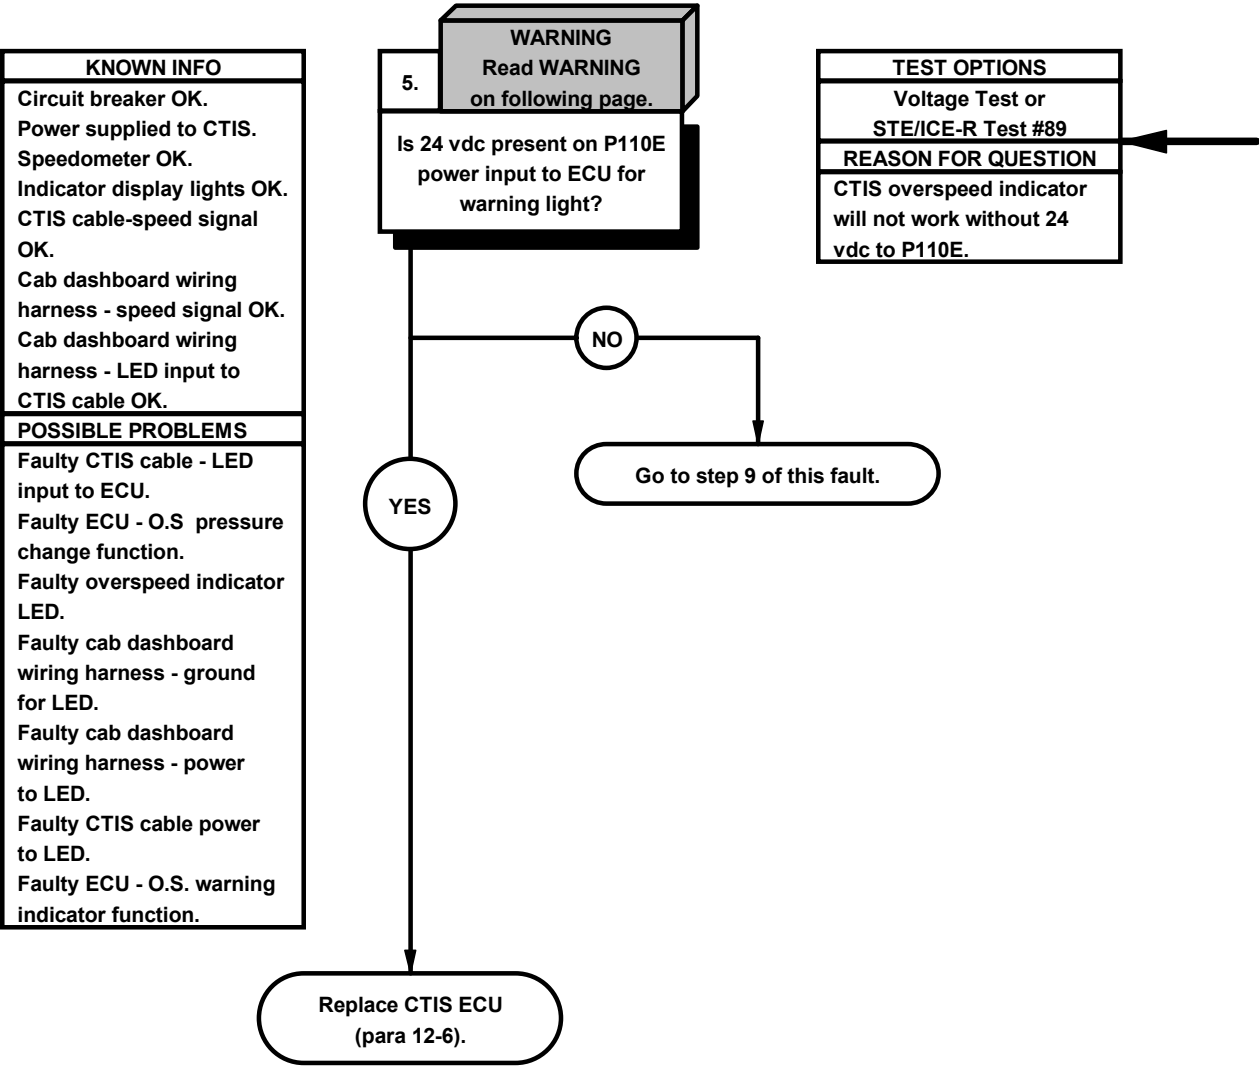 KNOWN INFO
Circuit breaker OK.
Power supplied to CTIS.
Speedometer OK.
Indicator display lights OK.
CTIS cable-speed signal
OK.
Cab dashboard wiring
harness - speed signal OK.
Cab dashboard wiring
harness - LED input to
CTIS cable OK.
POSSIBLE PROBLEMS
Faulty CTIS cable - LED
input to ECU.
Faulty ECU - O.S pressure
change function.
Faulty overspeed indicator
LED.
Faulty cab dashboard
wiring harness - ground
for LED.
Faulty cab dashboard
wiring harness - power
to LED.
Faulty CTIS cable power
to LED.
Faulty ECU - O.S. warning
indicator function.
5.
WARNING
Read WARNING
on following page.
Is 24 vdc present on P110E
power input to ECU for
warning light?
TEST OPTIONS
Voltage Test or
STE/ICE-R Test #89
REASON FOR QUESTION
CTIS overspeed indicator
will not work without 24
vdc to P110E.
NO
Go to step 9 of this fault.
YES
Replace CTIS ECU
(para 12-6).